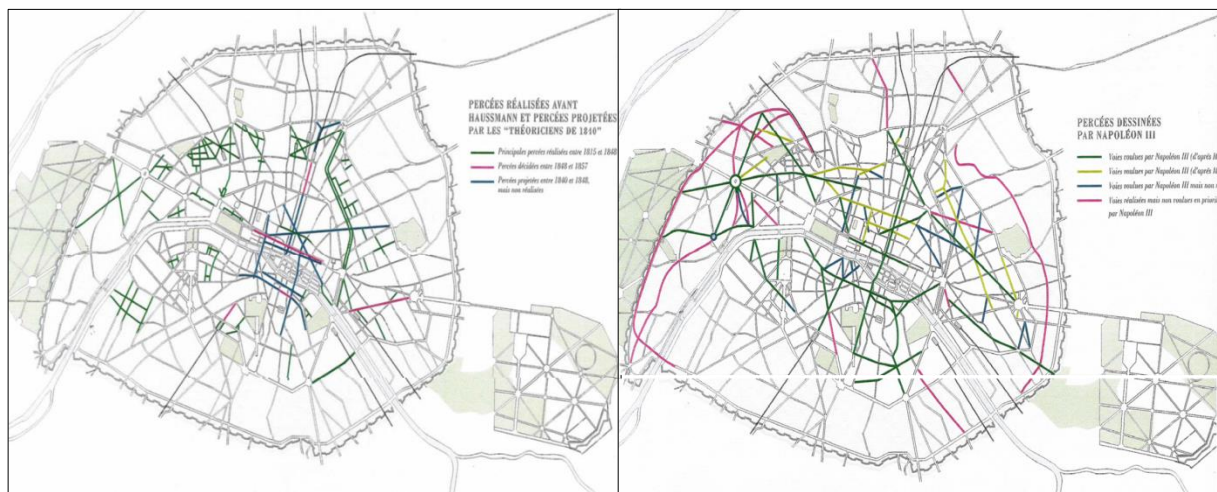 PERCÉES RÉALISÉES AVANT
HAUSSMANN ET PERCÉES PROJETÉES
PAR LES "THÉORICIENS DE 1840"
Principales percées réalisées entre 1815 et 1848
Percées décidées entre 1848 et 1857
Percées projetées entre 1840 et 1848,
mais non réalisées
PERCÉES DESSINÉES
PAR NAPOLÉON III
Voies voulues par Napoléon III (d'après H
Voies voulues par Napoléon III (d'après H
Voies voulues par Napoléon III mais non
Voies réalisées mais non voulues en priori
par Napoléon III